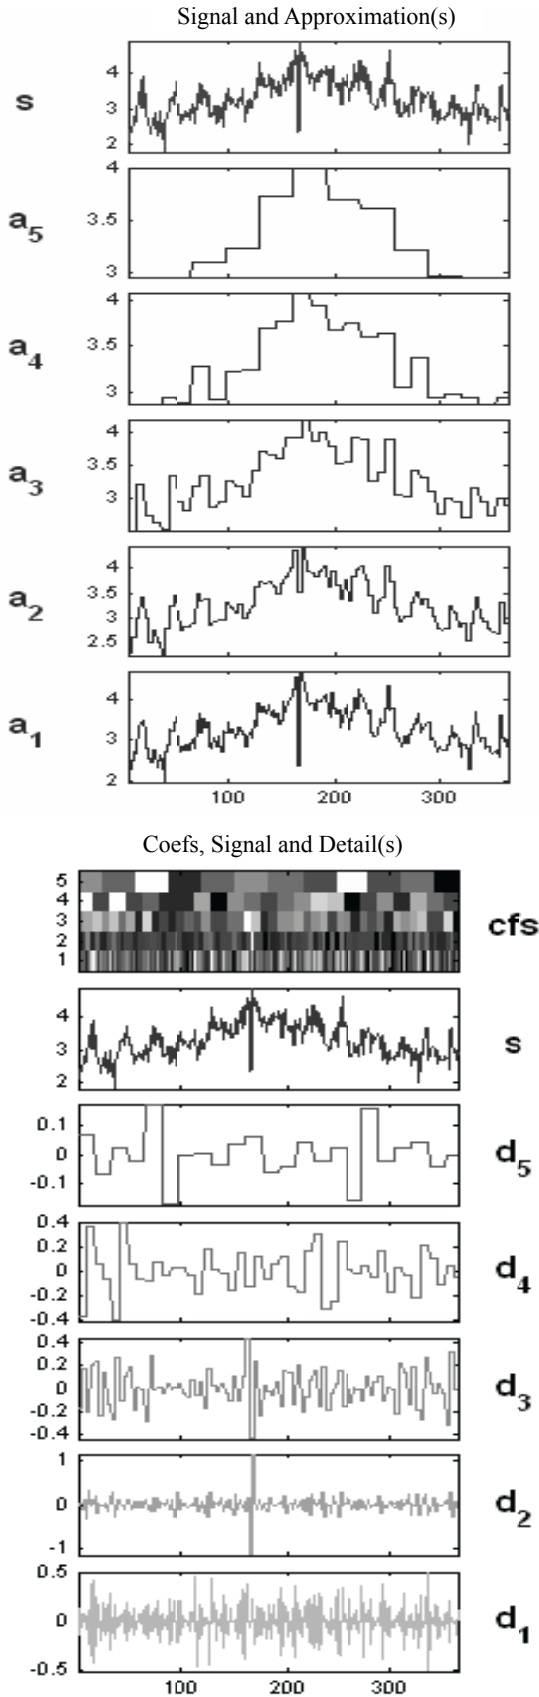 Signal and Approximation(s)
s
4
3
2
a5
4
3.5
3
a4
4
3.5
3
a3
4
3.5
3
a2
4
3.5
3
2.5
a1
4
3
2
100 200 300
Coefs, Signal and Detail(s)
5
4
3
2
1
cfs
4
3
2
s
0.1
0
-0.1
d5
0.4
0.2
0
-0.2
-0.4
d4
0.4
0.2
0
-0.2
-0.4
d3
1
0
-1
d2
0.5
0
-0.5
d1
100 200 300